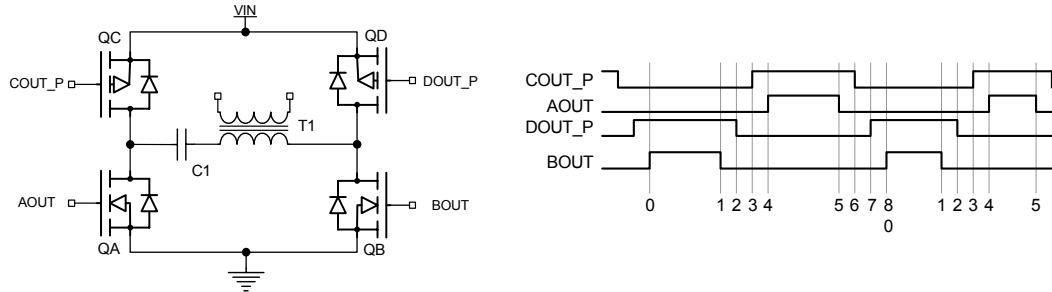 VIN
QC QD
COUT_P DOUT_P
T1
C1
AOUT BOUT
QA QB
COUT_P
AOUT
DOUT_P
BOUT
0 1 2 3 4 5 6 7 8 1 2 3 4 5
0